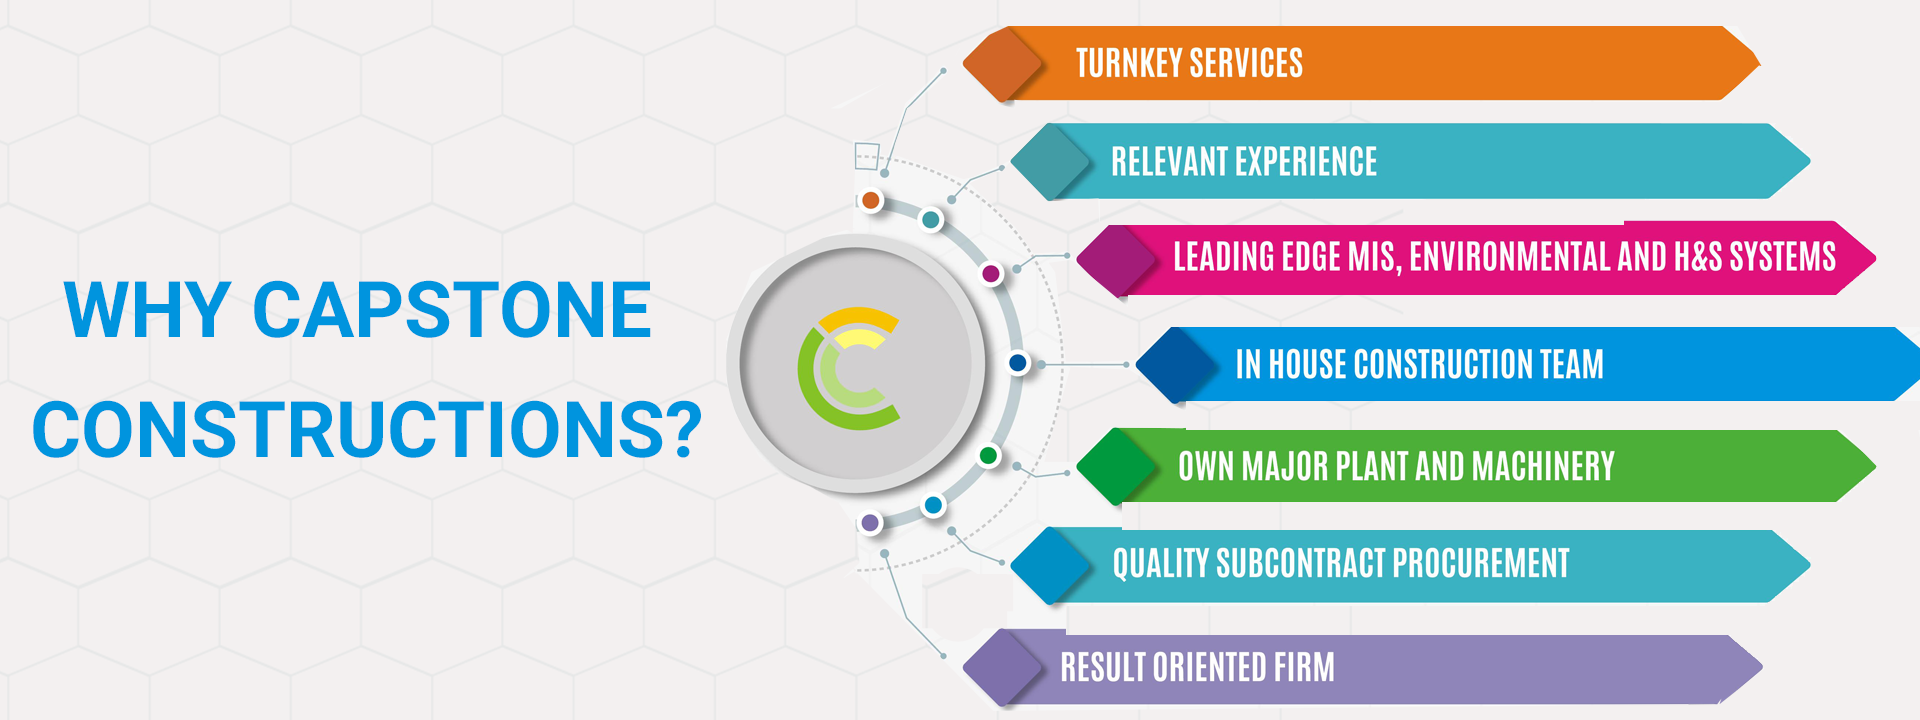 WHY CAPSTONE
CONSTRUCTIONS?
TURNKEY SERVICES
RELEVANT EXPERIENCE
LEADING EDGE MIS, ENVIRONMENTAL AND H&S SYSTEMS
IN HOUSE CONSTRUCTION TEAM
OWN MAJOR PLANT AND MACHINERY
QUALITY SUBCONTRACT PROCUREMENT
RESULT ORIENTED FIRM